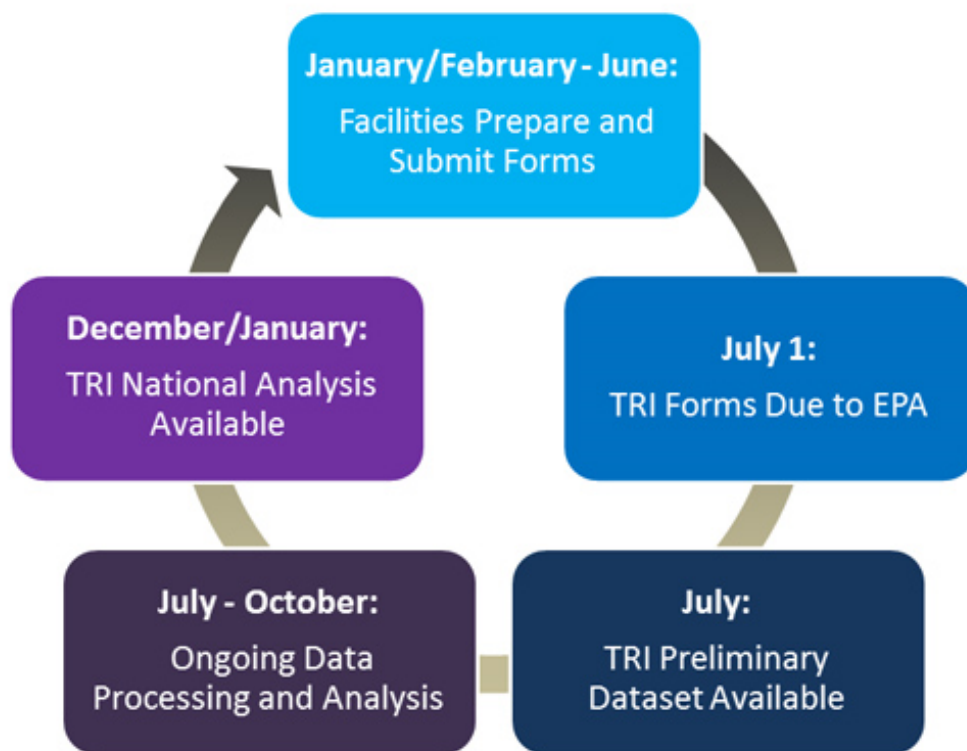 January/February - June:
Facilities Prepare and
Submit Forms
July 1:
TRI Forms Due to EPA
July:
TRI Preliminary
Dataset Available
July - October:
Ongoing Data
Processing and Analysis
December/January:
TRI National Analysis
Available